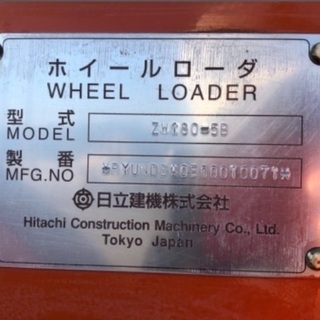 ホイールローダ
WHEEL LOADER
型式
MODEL ZW180-5B
製番
MFG.NO
日立建機株式会社
Hitachi Construction Machinery Co., Ltd.
Tokyo Japan